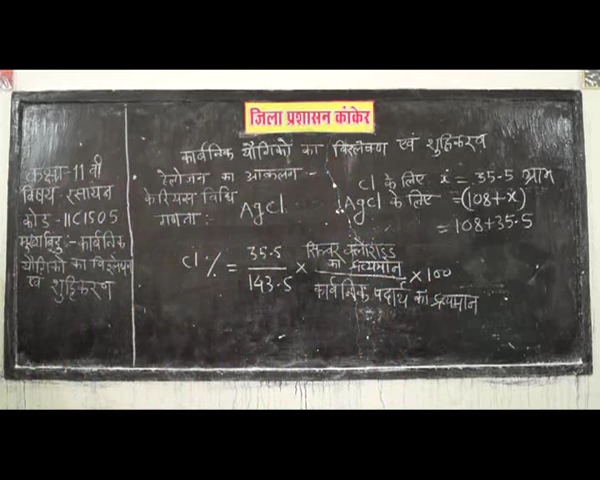 जिला प्रशासन कांकेर
कक्षा-11 वी
विषय-रसायन
कोड-11C1505
मुख्य बिंदु:-कार्बनिक
यौगिकों का विश्लेषण
एवं शुद्धिकरण
कार्बनिक यौगिकों का विश्लेषण एवं शुद्धिकरण
हैलोजन का आकलन:-
केरियस विधि
गणना:-
AgCl
Cl के लिए x = 35.5 ग्राम
AgCl के लिए =(108+x)
= 108+35.5
Cl % = 35.5/143.5 × सिल्वर क्लोराइड का द्रव्यमान/कार्बनिक पदार्थ का द्रव्यमान × 100